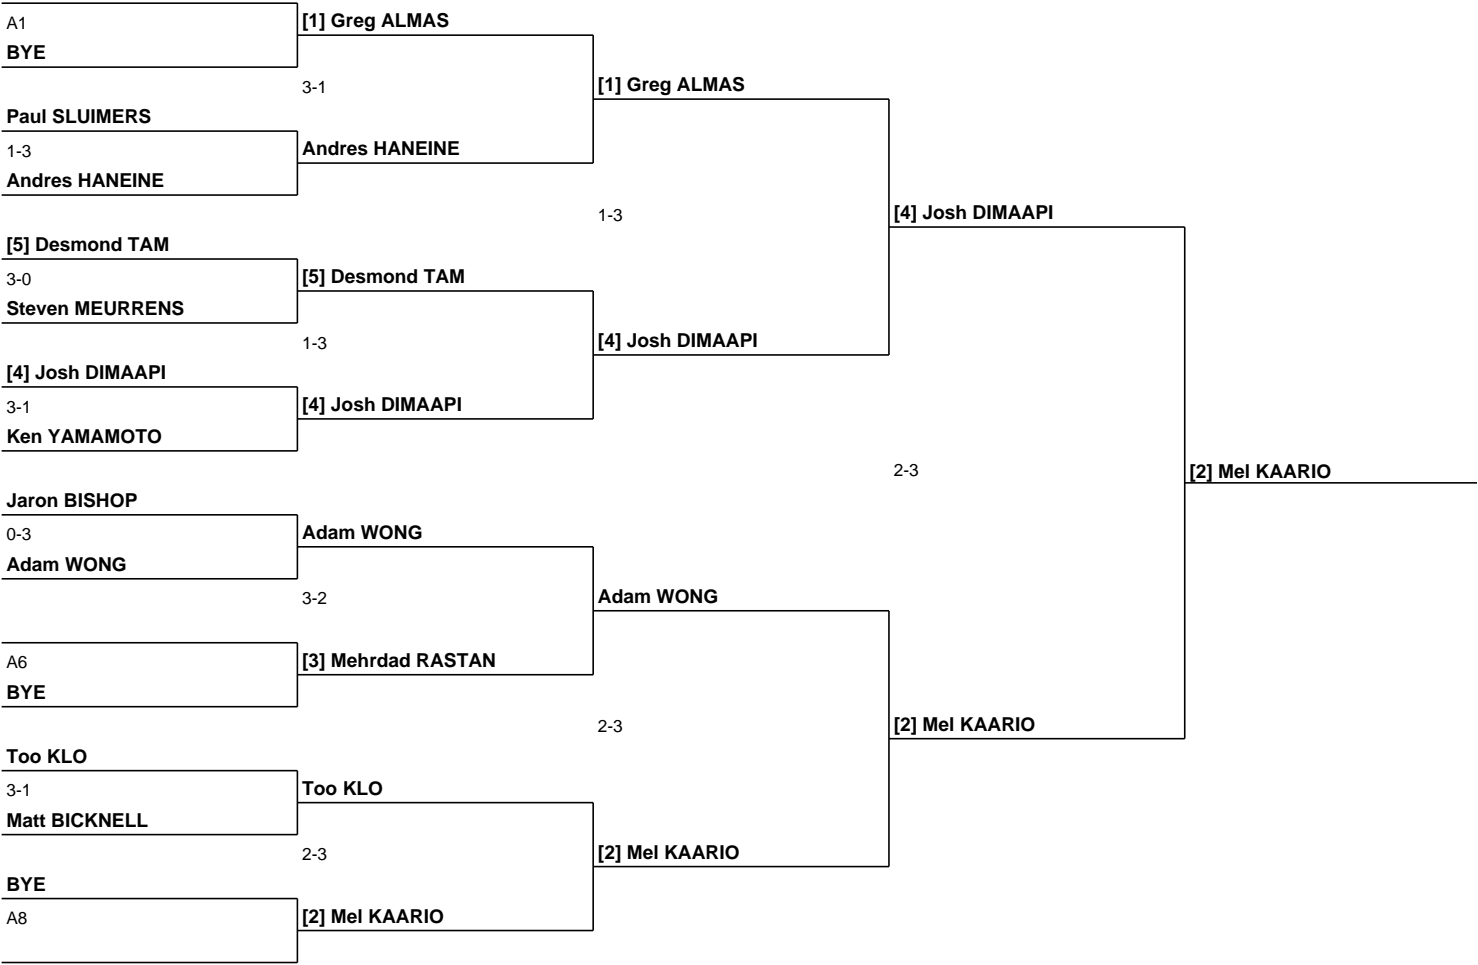 A1
BYE
[1] Greg ALMAS
3-1
Paul SLUIMERS
1-3
Andres HANEINE
Andres HANEINE
[1] Greg ALMAS
1-3
[5] Desmond TAM
3-0
Steven MEURRENS
[5] Desmond TAM
1-3
[4] Josh DIMAAPI
3-1
Ken YAMAMOTO
[4] Josh DIMAAPI
[4] Josh DIMAAPI
[4] Josh DIMAAPI
2-3
[2] Mel KAARIO
Jaron BISHOP
0-3
Adam WONG
Adam WONG
3-2
A6
BYE
[3] Mehrdad RASTAN
Adam WONG
2-3
[2] Mel KAARIO
Too KLO
3-1
Matt BICKNELL
Too KLO
2-3
BYE
A8
[2] Mel KAARIO
[2] Mel KAARIO